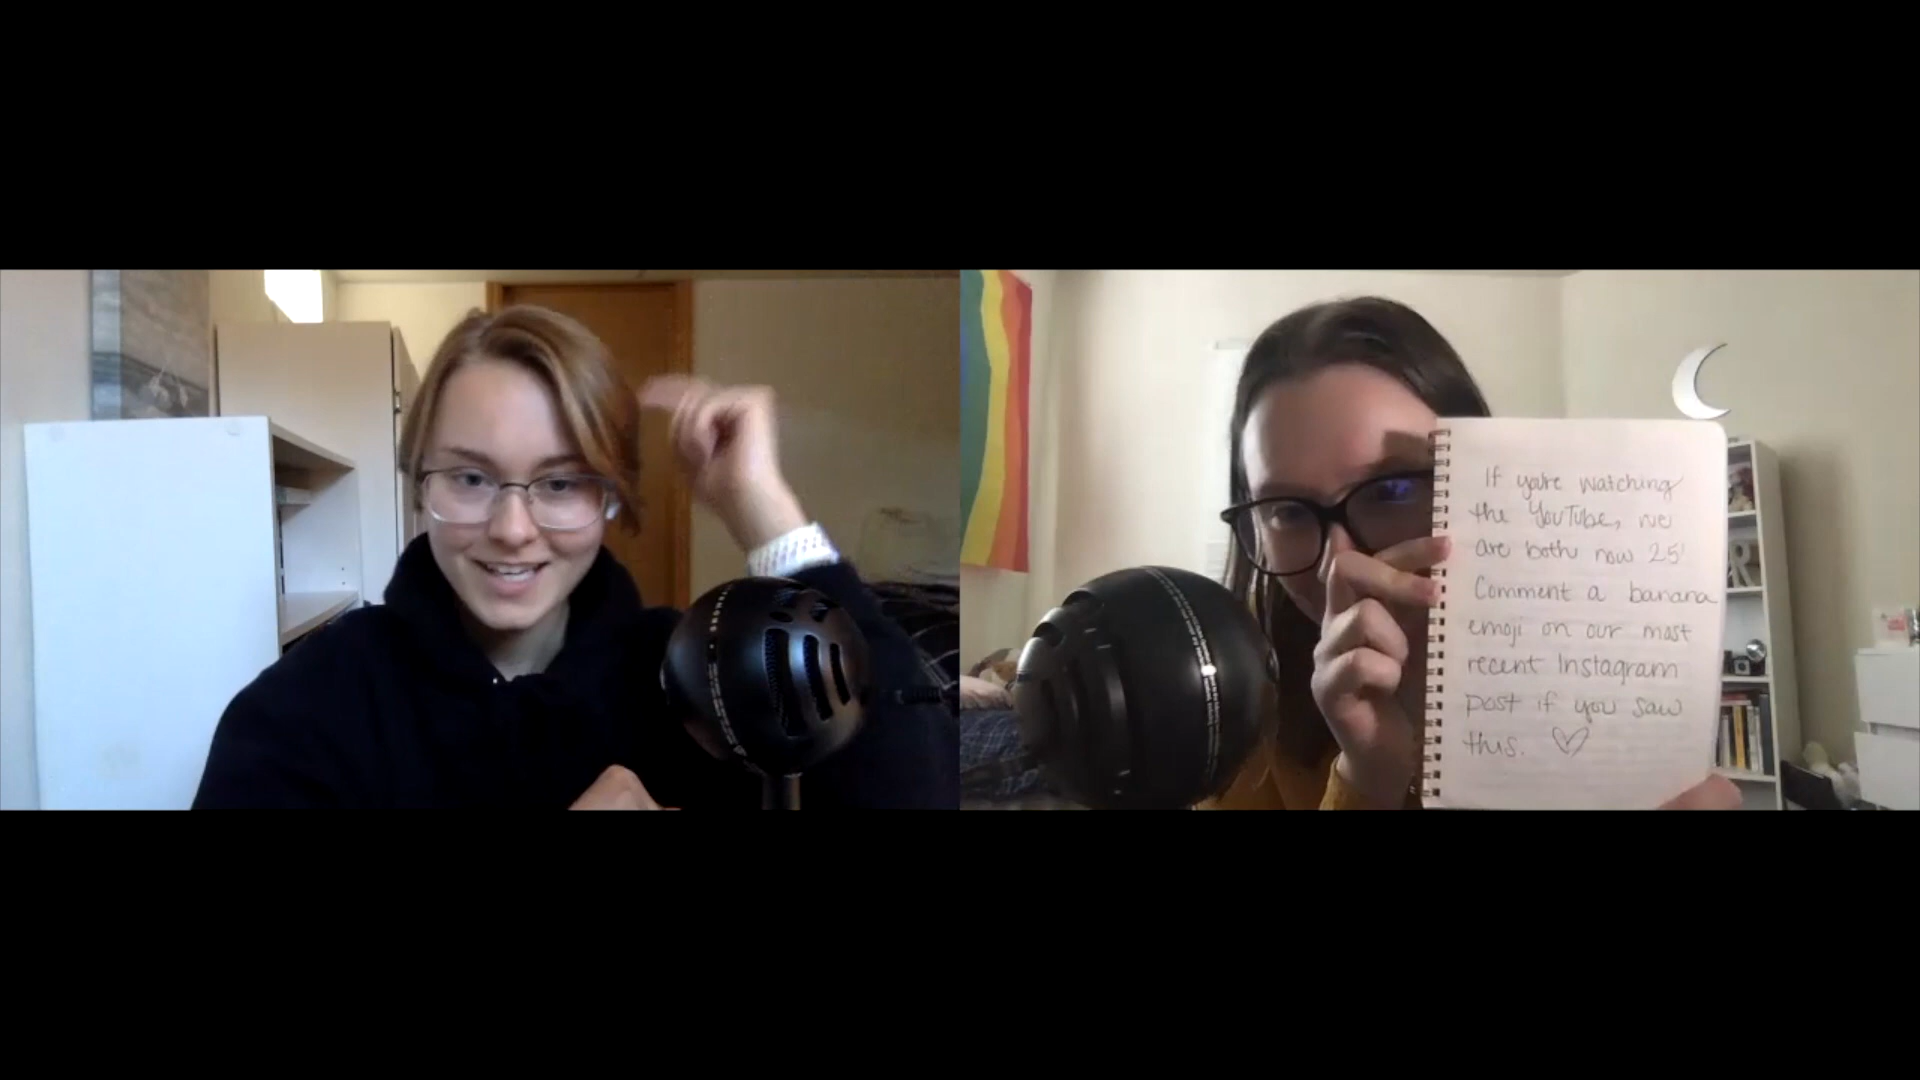 If you're watching
the YouTube, we
are both now 25!
Comment a banana
emoji on our most
recent Instagram
post if you saw
this. ♡
R